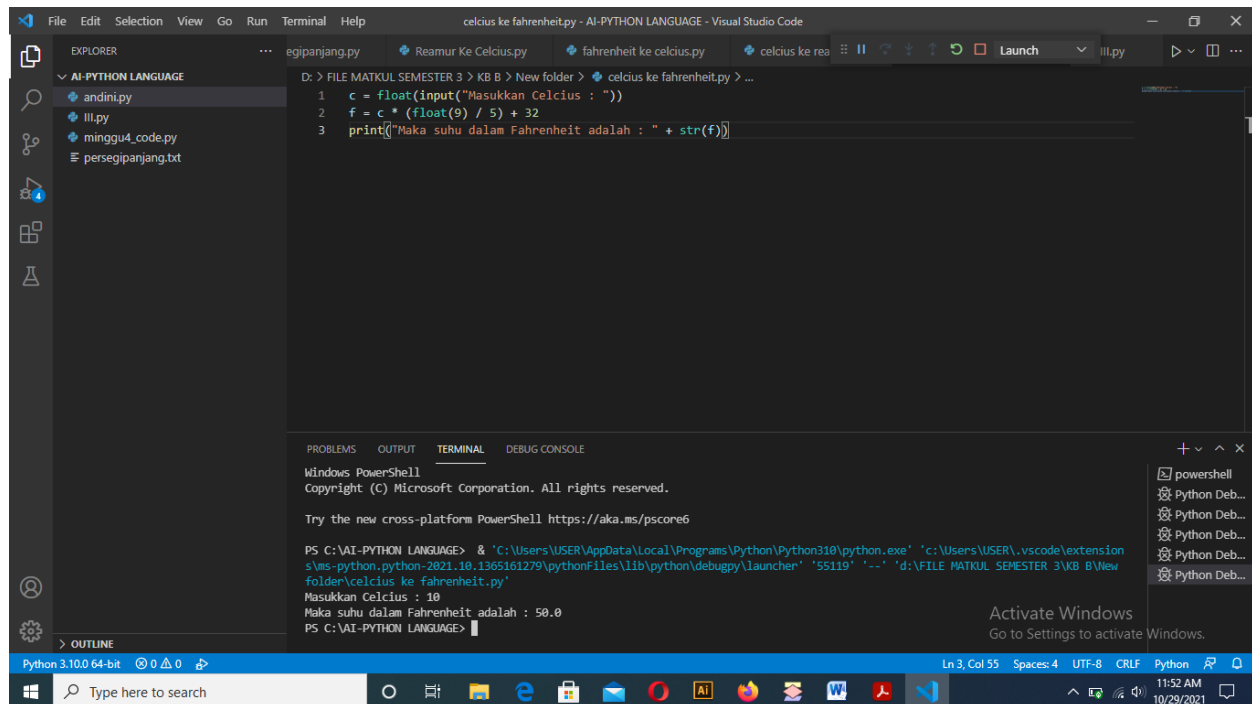 File Edit Selection View Go Run Terminal Help celcius ke fahrenheit.py - AI-PYTHON LANGUAGE - Visual Studio Code
EXPLORER
AI-PYTHON LANGUAGE
andini.py
III.py
minggu4_code.py
persegipanjang.txt
OUTLINE
4
egipanjang.py Reamur Ke Celcius.py fahrenheit ke celcius.py celcius ke rea Launch III.py
D: > FILE MATKUL SEMESTER 3 > KB B > New folder > celcius ke fahrenheit.py > ...
1 c = float(input("Masukkan Celcius : "))
2 f = c * (float(9) / 5) + 32
3 print("Maka suhu dalam Fahrenheit adalah : " + str(f))
PROBLEMS OUTPUT TERMINAL DEBUG CONSOLE
Windows PowerShell
Copyright (C) Microsoft Corporation. All rights reserved.
Try the new cross-platform PowerShell https://aka.ms/pscore6
PS C:\AI-PYTHON LANGUAGE> & 'C:\Users\USER\AppData\Local\Programs\Python\Python310\python.exe' 'c:\Users\USER\.vscode\extension
s\ms-python.python-2021.10.1365161279\pythonFiles\lib\python\debugpy\launcher' '55119' '--' 'd:\FILE MATKUL SEMESTER 3\KB B\New
folder\celcius ke fahrenheit.py'
Masukkan Celcius : 10
Maka suhu dalam Fahrenheit adalah : 50.0
PS C:\AI-PYTHON LANGUAGE>
powershell
Python Deb...
Python Deb...
Python Deb...
Python Deb...
Python Deb...
Activate Windows
Go to Settings to activate Windows.
Python 3.10.0 64-bit 0 0 Ln 3, Col 55 Spaces: 4 UTF-8 CRLF Python
Type here to search
Ai
W
11:52 AM
10/29/2021